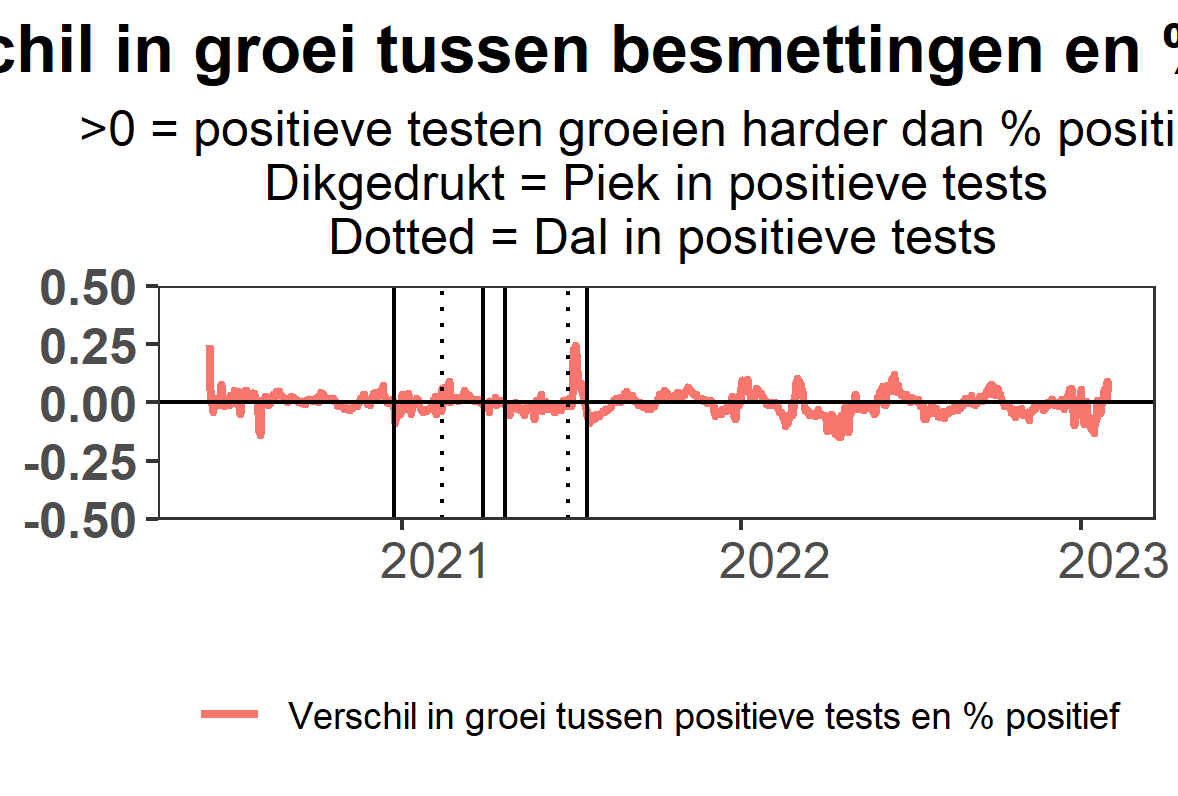 chil in groei tussen besmettingen en %
>0 = positieve testen groeien harder dan % positi
Dikgedrukt = Piek in positieve tests
Dotted = Dal in positieve tests
0.50
0.25
0.00
-0.25
-0.50
2021 2022 2023
Verschil in groei tussen positieve tests en % positief